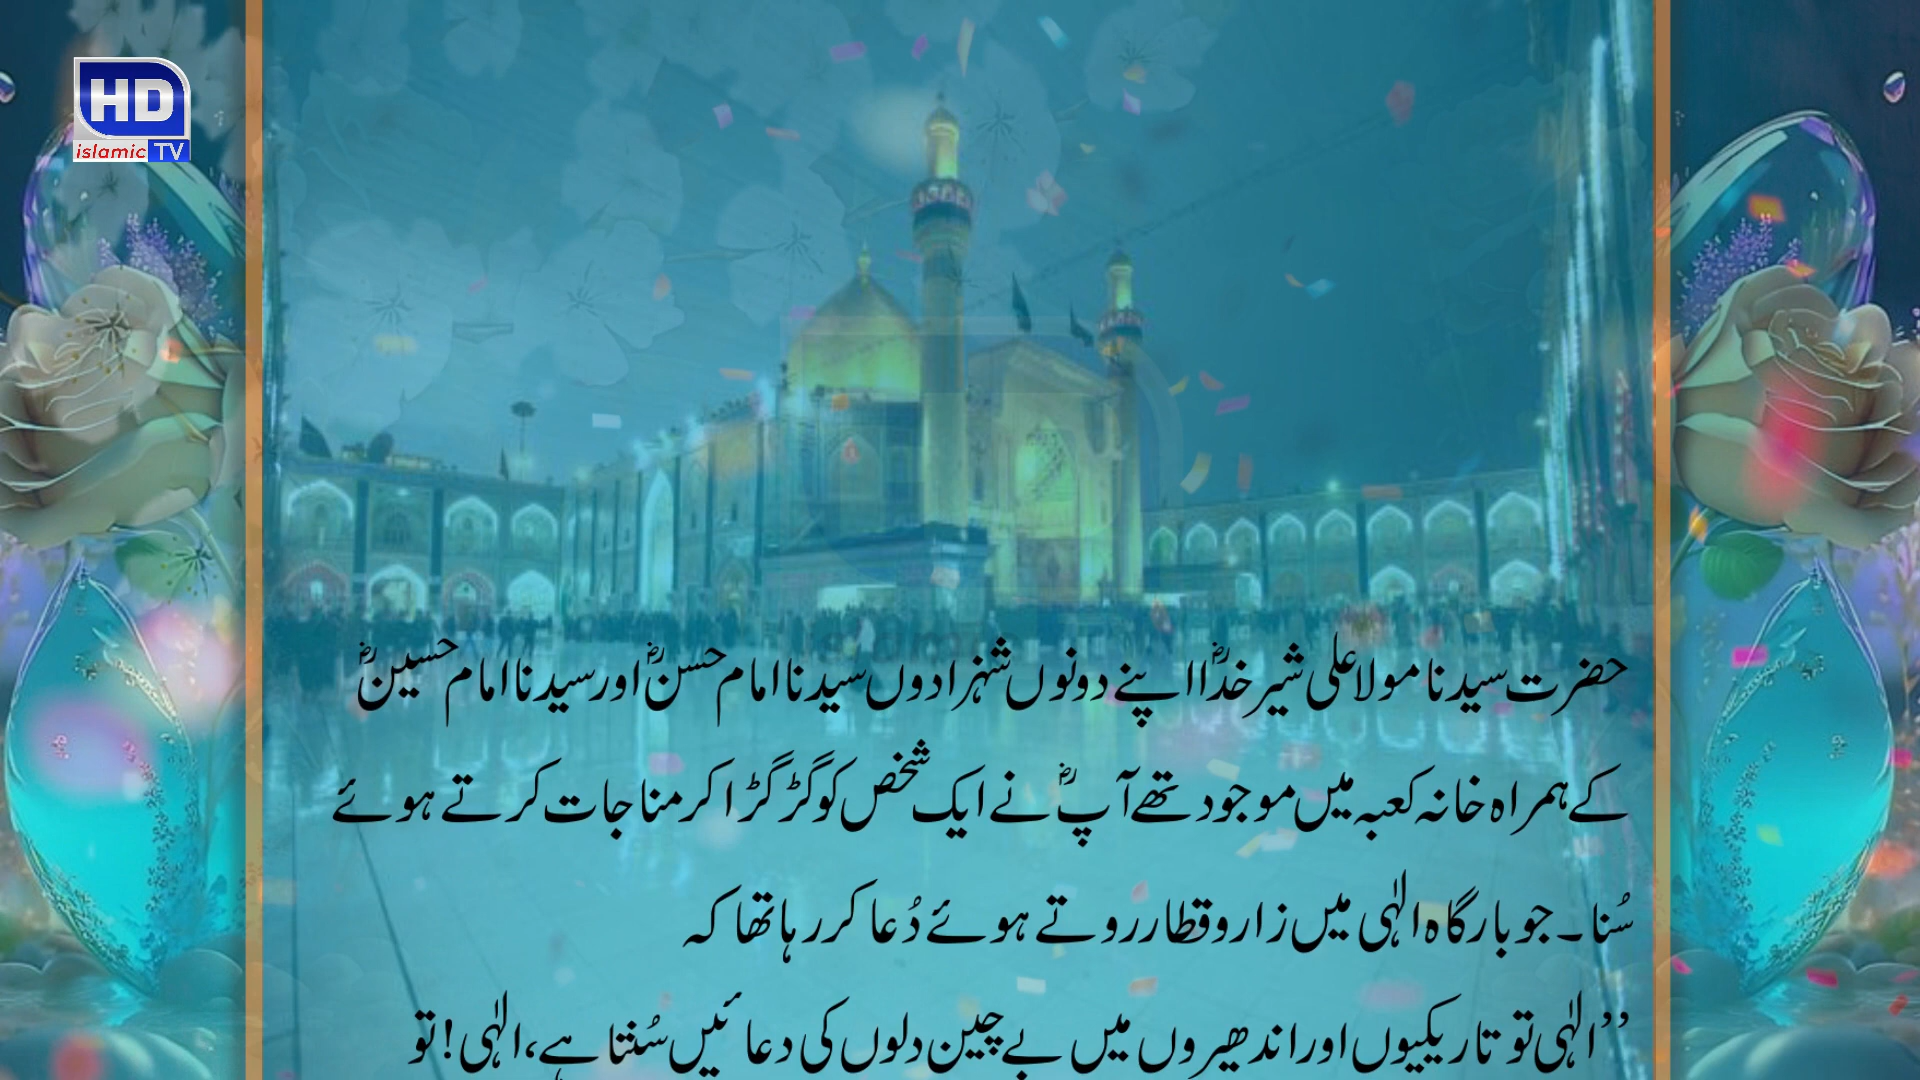 HD
islamic TV
حضرت سیدنا مولا علی شیر خدؓا اپنے دونوں شہزادوں سیدنا امام حسنؓ اور سیدنا امام حسینؓ
کے ہمراہ خانہ کعبہ میں موجود تھے آپؓ نے ایک شخص کو گڑگڑا کر مناجات کرتے ہوئے
سُنا۔ جو بارگاہ الٰہی میں زار و قطار روتے ہوئے دُعا کر رہا تھا کہ
’’الٰہی تو تاریکیوں اور اندھیروں میں بے چین دلوں کی دعائیں سُنتا ہے، الٰہی! تو